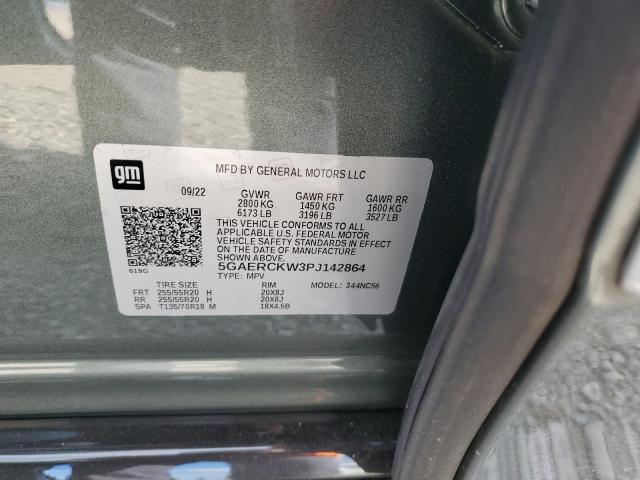 gm
MFD BY GENERAL MOTORS LLC
09/22 GVWR GAWR FRT GAWR RR
2800 KG 1450 KG 1600 KG
6173 LB 3196 LB 3527 LB
THIS VEHICLE CONFORMS TO ALL
APPLICABLE U.S. FEDERAL MOTOR
VEHICLE SAFETY STANDARDS IN EFFECT
ON THE DATE OF MANUFACTURE
SHOWN ABOVE.
619G
5GAERCKW3PJ142864
TYPE: MPV MODEL: 344NC56
TIRE SIZE RIM
FRT 255/55R20 H 20X8J
RR 255/55R20 H 20X8J
SPA T135/70R18 M 18X4.5B